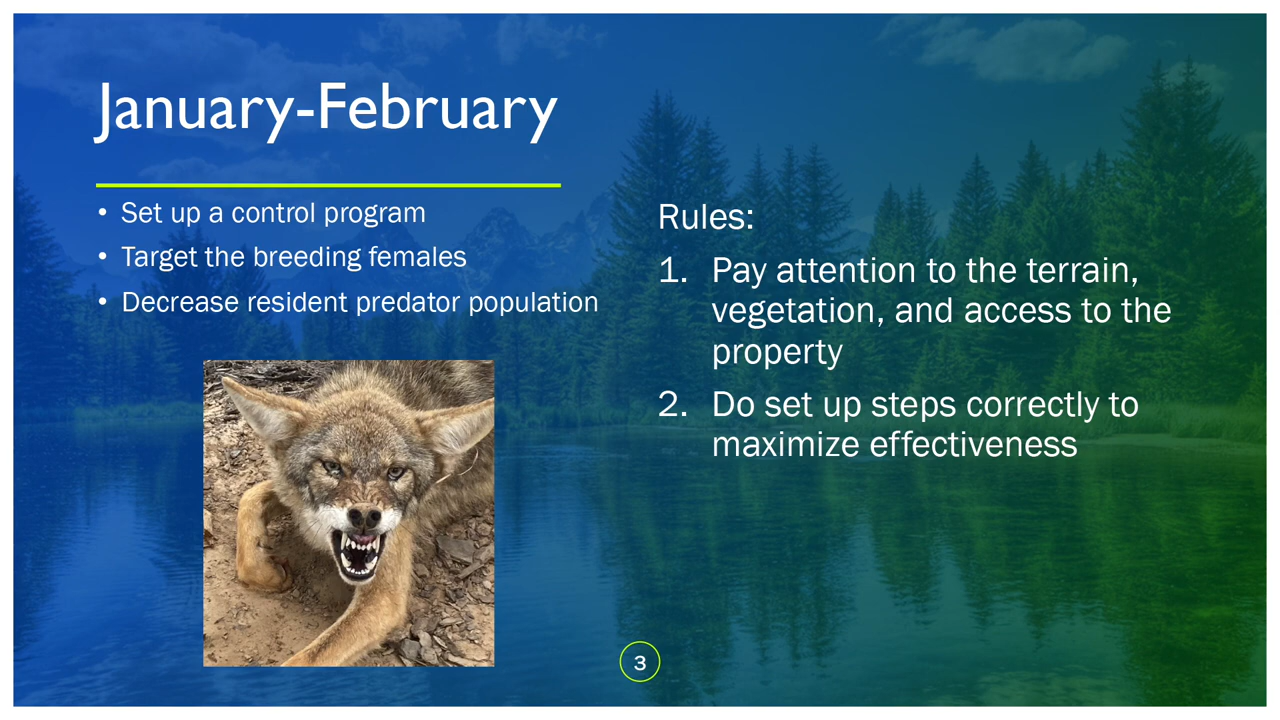 January-February
• Set up a control program
• Target the breeding females
• Decrease resident predator population
Rules:
1. Pay attention to the terrain,
vegetation, and access to the
property
2. Do set up steps correctly to
maximize effectiveness
3